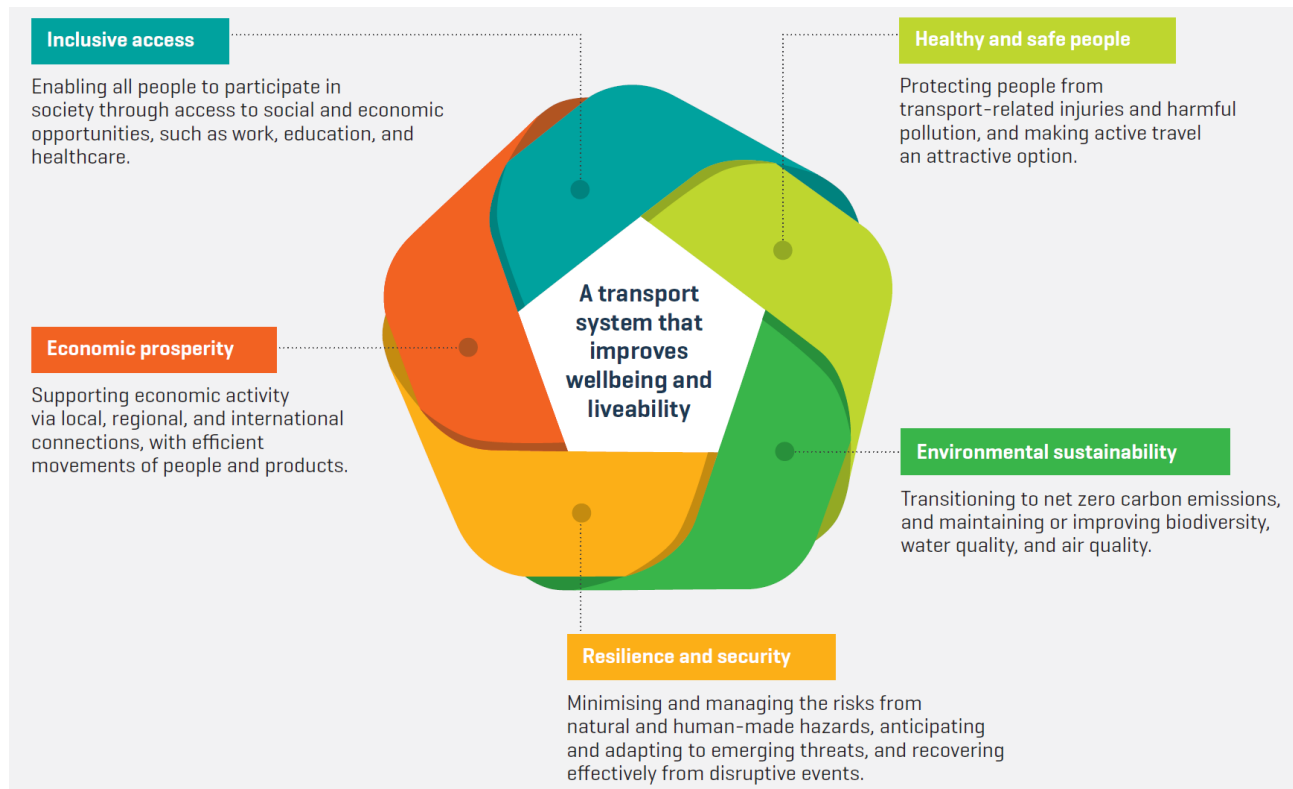 Inclusive access
Enabling all people to participate in
society through access to social and economic
opportunities, such as work, education, and
healthcare.
Healthy and safe people
Protecting people from
transport-related injuries and harmful
pollution, and making active travel
an attractive option.
A transport
system that
improves
wellbeing and
liveability
Economic prosperity
Supporting economic activity
via local, regional, and international
connections, with efficient
movements of people and products.
Environmental sustainability
Transitioning to net zero carbon emissions,
and maintaining or improving biodiversity,
water quality, and air quality.
Resilience and security
Minimising and managing the risks from
natural and human-made hazards, anticipating
and adapting to emerging threats, and recovering
effectively from disruptive events.